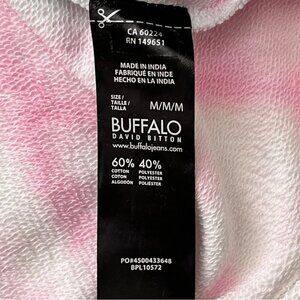 CA 60224
RN 149651
MADE IN INDIA
FABRIQUE EN INDE
HECHO EN LA INDIA
SIZE /
TAILLE / M/M/M
TALLA
BUFFALO
DAVID BITTON
www.buffalojeans.com
60% 40%
COTTON POLYESTER
COTON POLYESTER
ALGODÓN POLIÉSTER
PO#4500433648
BPL10572